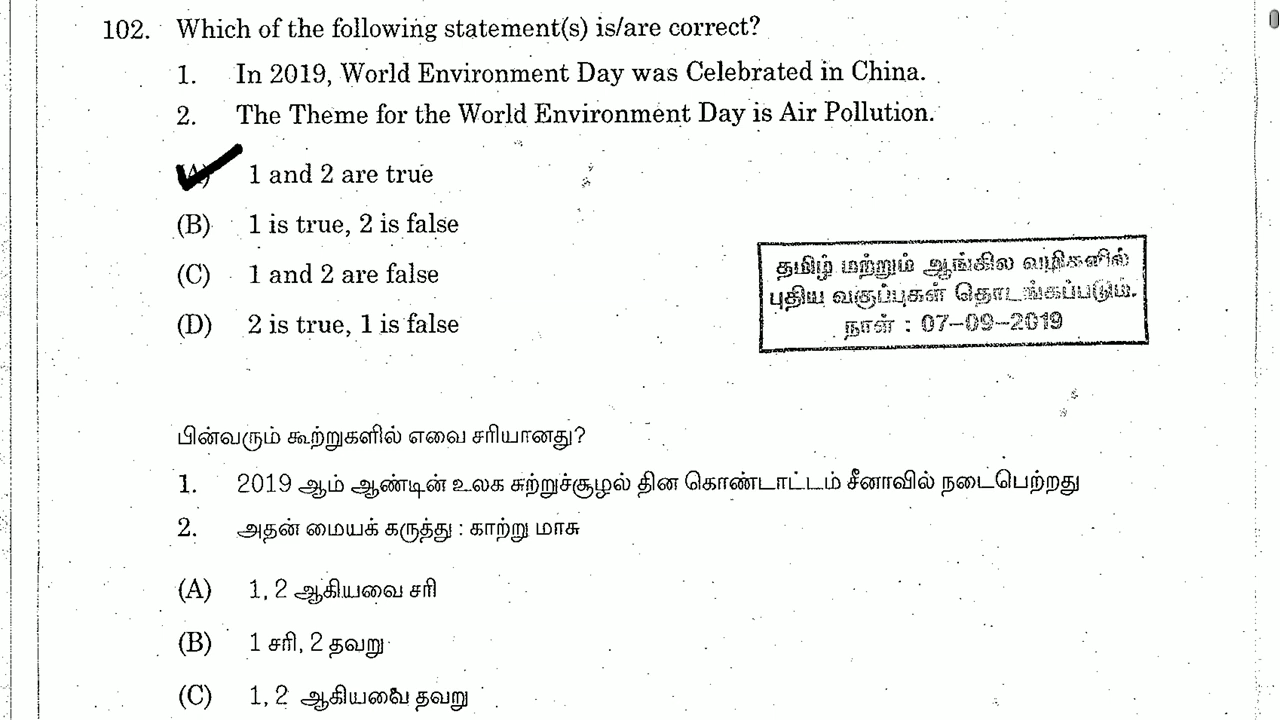 102. Which of the following statement(s) is/are correct?
1. In 2019, World Environment Day was Celebrated in China.
2. The Theme for the World Environment Day is Air Pollution.
(A) 1 and 2 are true
(B) 1 is true, 2 is false
(C) 1 and 2 are false
(D) 2 is true, 1 is false
தமிழ் மற்றும் ஆங்கில வழிகளில்
புதிய வகுப்புகள் தொடங்கப்படும்.
நாள் : 07-09-2019
பின்வரும் கூற்றுகளில் எவை சரியானது?
1. 2019 ஆம் ஆண்டின் உலக சுற்றுச்சூழல் தின கொண்டாட்டம் சீனாவில் நடைபெற்றது
2. அதன் மையக் கருத்து : காற்று மாசு
(A) 1, 2 ஆகியவை சரி
(B) 1 சரி, 2 தவறு
(C) 1, 2 ஆகியவை தவறு